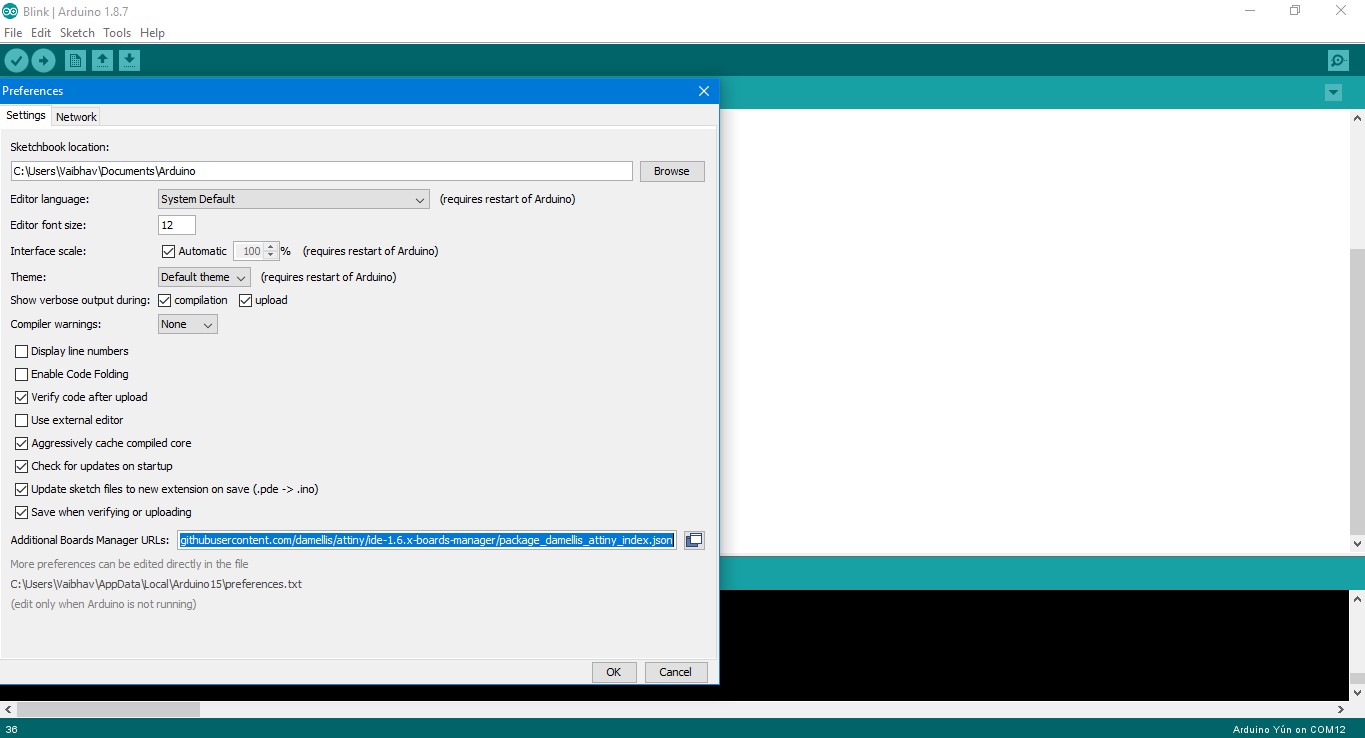 Blink | Arduino 1.8.7
File Edit Sketch Tools Help
Preferences
Settings Network
Sketchbook location:
C:\Users\Vaibhav\Documents\Arduino Browse
Editor language: System Default (requires restart of Arduino)
Editor font size: 12
Interface scale: Automatic 100 % (requires restart of Arduino)
Theme: Default theme (requires restart of Arduino)
Show verbose output during: compilation upload
Compiler warnings: None
Display line numbers
Enable Code Folding
Verify code after upload
Use external editor
Aggressively cache compiled core
Check for updates on startup
Update sketch files to new extension on save (.pde -> .ino)
Save when verifying or uploading
Additional Boards Manager URLs: githubusercontent.com/damellis/attiny/ide-1.6.x-boards-manager/package_damellis_attiny_index.json
More preferences can be edited directly in the file
C:\Users\Vaibhav\AppData\Local\Arduino15\preferences.txt
(edit only when Arduino is not running)
OK Cancel
36 Arduino Yún on COM12